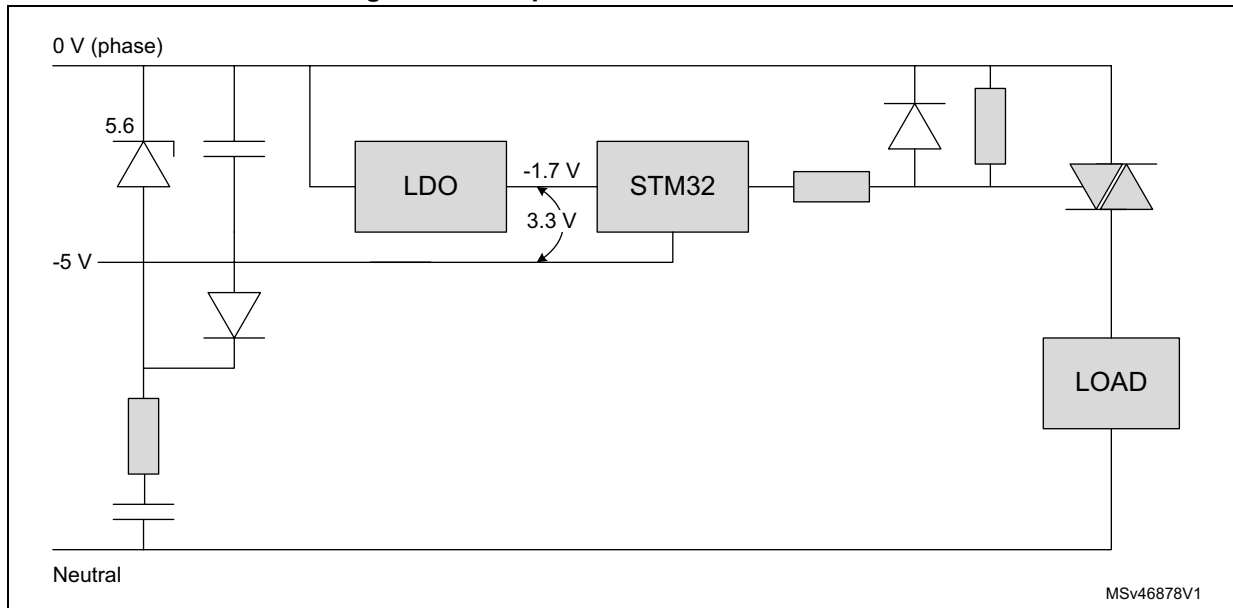 0 V (phase)
5.6
LDO
-1.7 V
STM32
3.3 V
-5 V
LOAD
Neutral
MSv46878V1